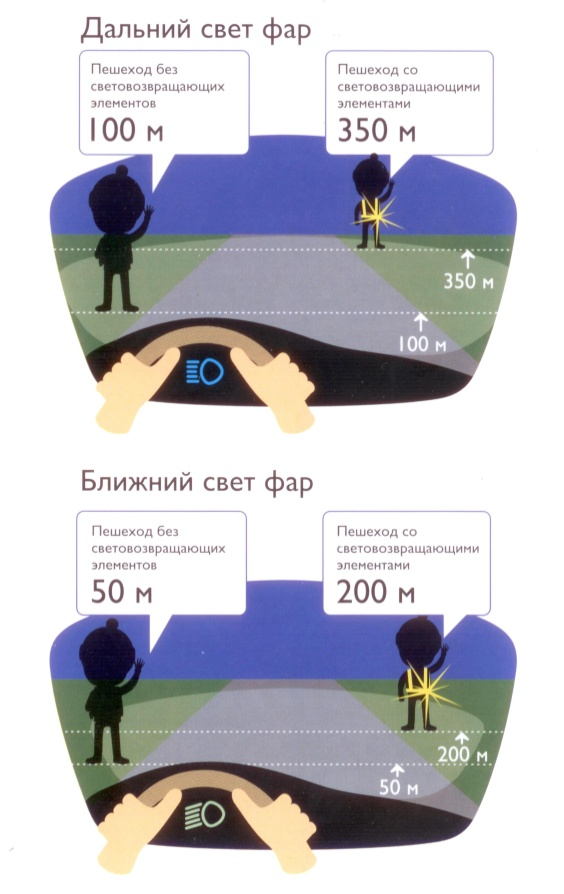 Дальний свет фар
Пешеход без
световозвращающих
элементов
100 м
Пешеход со
световозвращающими
элементами
350 м
350 м
100 м
Ближний свет фар
Пешеход без
световозвращающих
элементов
50 м
Пешеход со
световозвращающими
элементами
200 м
200 м
50 м